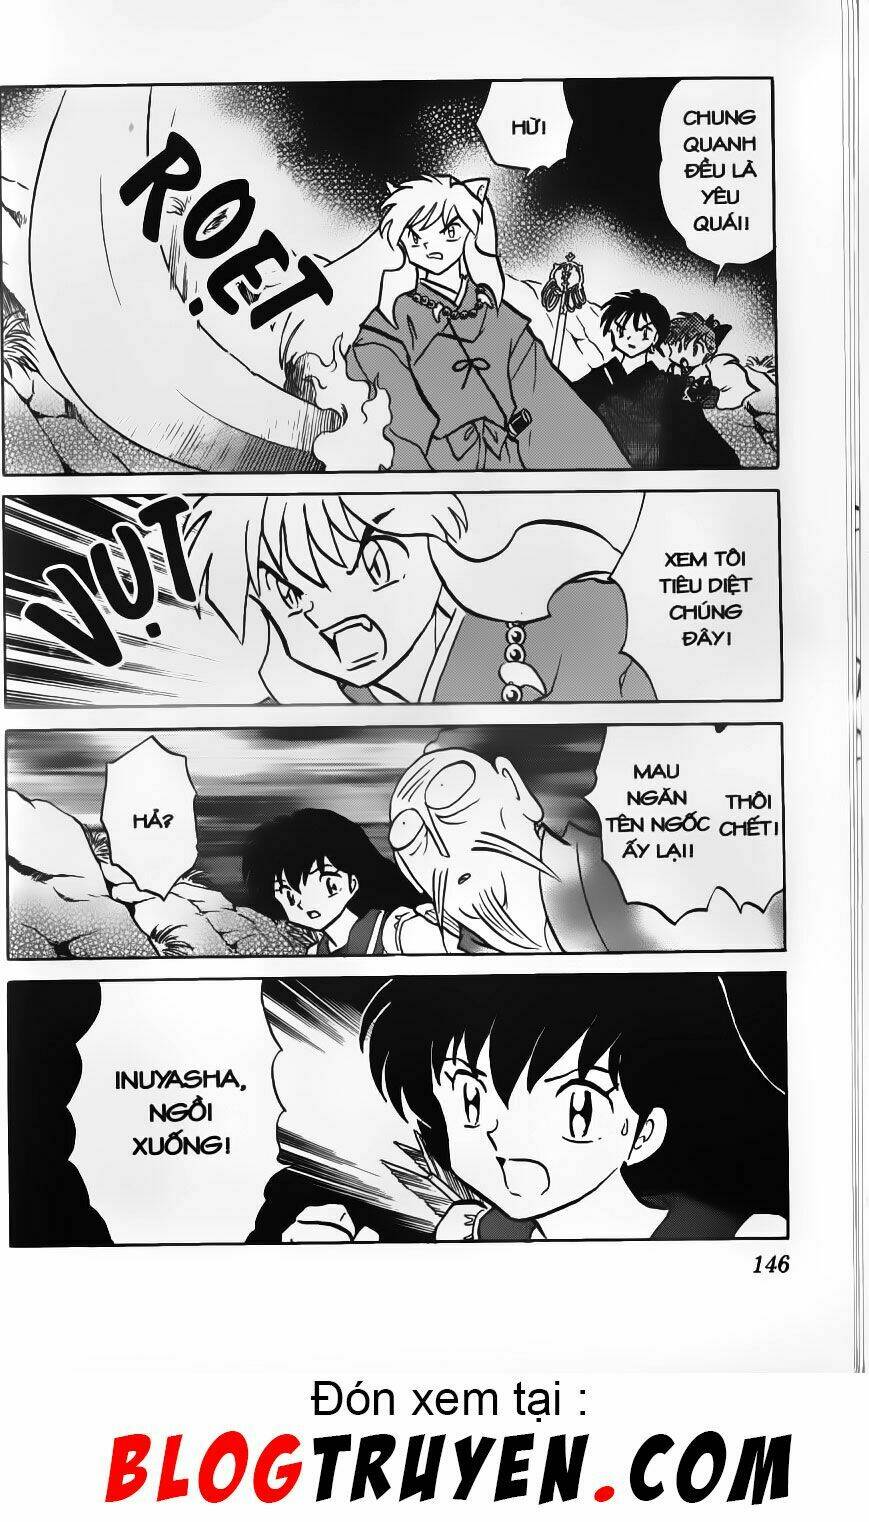 CHUNG
QUANH
ĐỀU LÀ
YÊU
QUÁI!
HỪ!
ROẸT
XEM TÔI
TIÊU DIỆT
CHÚNG
ĐÂY!
VỤT
THÔI
CHẾT!
MAU
NGĂN
TÊN NGỐC
ẤY LẠI!
HẢ?
INUYASHA,
NGỒI
XUỐNG!
146
Đón xem tại :
BLOGTRUYEN.COM